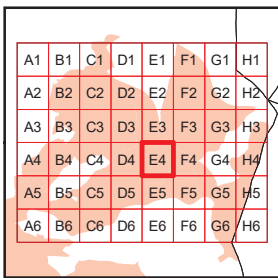 A1 B1 C1 D1 E1 F1 G1 H1
A2 B2 C2 D2 E2 F2 G2 H2
A3 B3 C3 D3 E3 F3 G3 H3
A4 B4 C4 D4 E4 F4 G4 H4
A5 B5 C5 D5 E5 F5 G5 H5
A6 B6 C6 D6 E6 F6 G6 H6